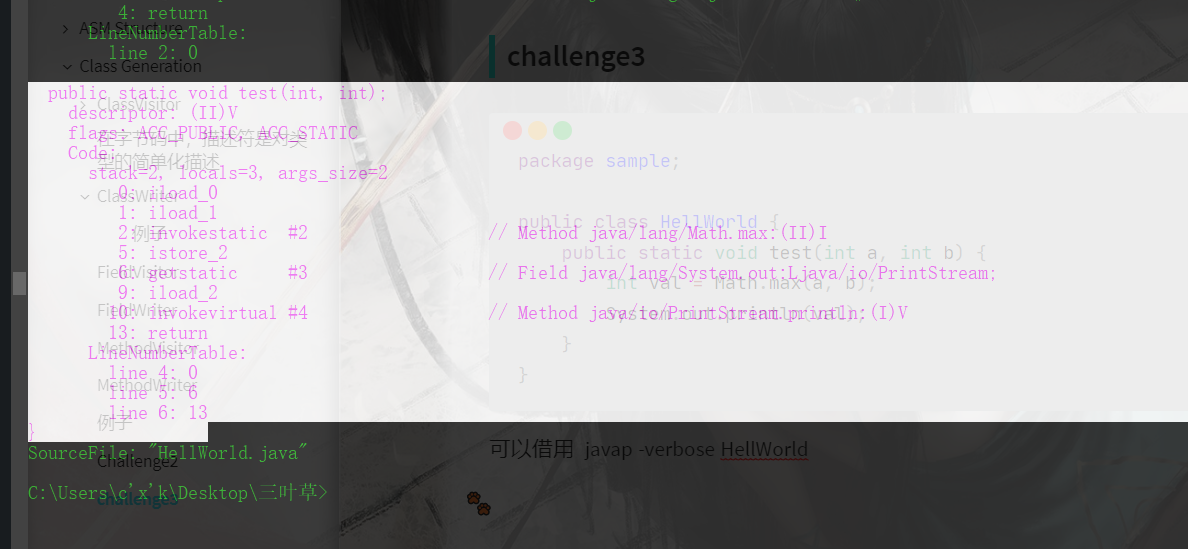 4: return
LineNumberTable:
line 2: 0
public static void test(int, int);
descriptor: (II)V
flags: ACC_PUBLIC, ACC_STATIC
Code:
stack=2, locals=3, args_size=2
0: iload_0
1: iload_1
2: invokestatic  #2                  // Method java/lang/Math.max:(II)I
5: istore_2
6: getstatic     #3                  // Field java/lang/System.out:Ljava/io/PrintStream;
9: iload_2
10: invokevirtual #4                  // Method java/io/PrintStream.println:(I)V
13: return
LineNumberTable:
line 4: 0
line 5: 6
line 6: 13
}
SourceFile: "HellWorld.java"
C:\Users\c'x'k\Desktop\三叶草>
ASM Structure
Class Generation
ClassVisitor
在字节码中，描述符是对类
型的简单化描述
ClassWriter
例子
FieldVisitor
FieldWriter
MethodVisitor
MethodWriter
例子
Challenge2
challenge3
challenge3
package sample;
public class HellWorld {
public static void test(int a, int b) {
int val = Math.max(a, b);
System.out.println(val);
}
}
可以借用 javap -verbose HellWorld